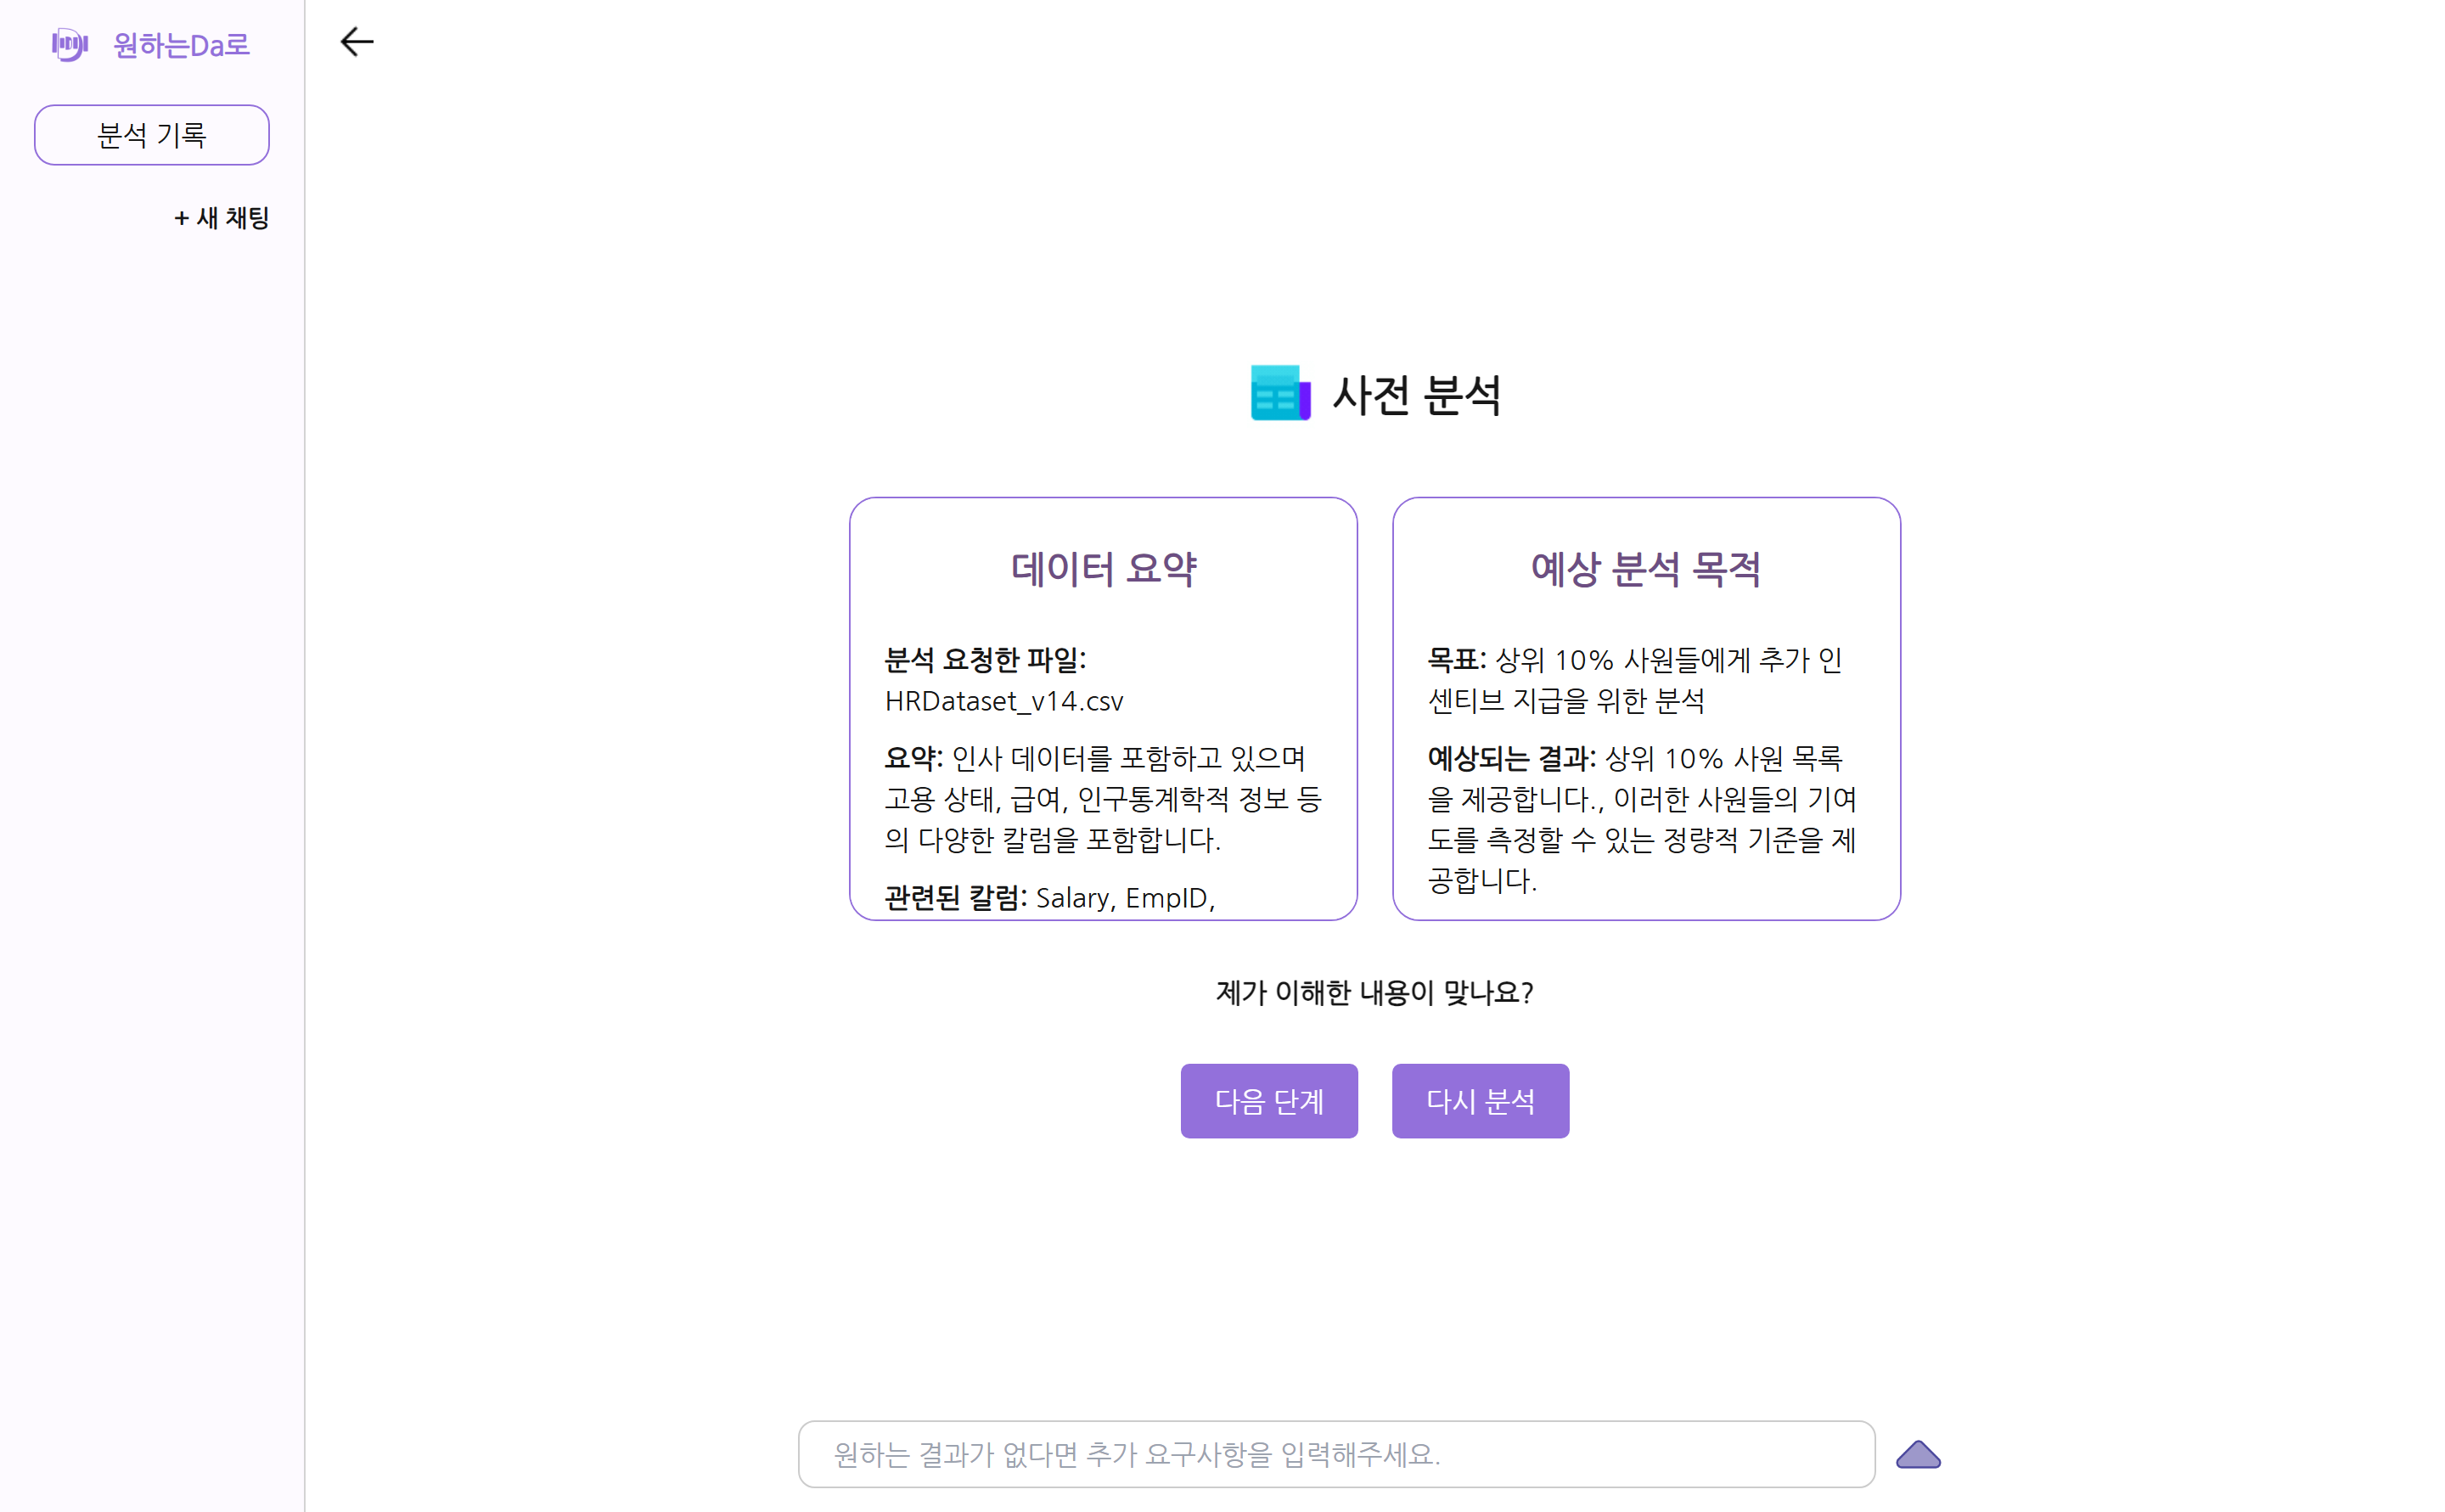 원하는Da로
분석 기록
+ 새 채팅
사전 분석
데이터 요약
분석 요청한 파일:
HRDataset_v14.csv
요약: 인사 데이터를 포함하고 있으며
고용 상태, 급여, 인구통계학적 정보 등
의 다양한 칼럼을 포함합니다.
관련된 칼럼: Salary, EmpID,
예상 분석 목적
목표: 상위 10% 사원들에게 추가 인
센티브 지급을 위한 분석
예상되는 결과: 상위 10% 사원 목록
을 제공합니다., 이러한 사원들의 기여
도를 측정할 수 있는 정량적 기준을 제
공합니다.
제가 이해한 내용이 맞나요?
다음 단계
다시 분석
원하는 결과가 없다면 추가 요구사항을 입력해주세요.